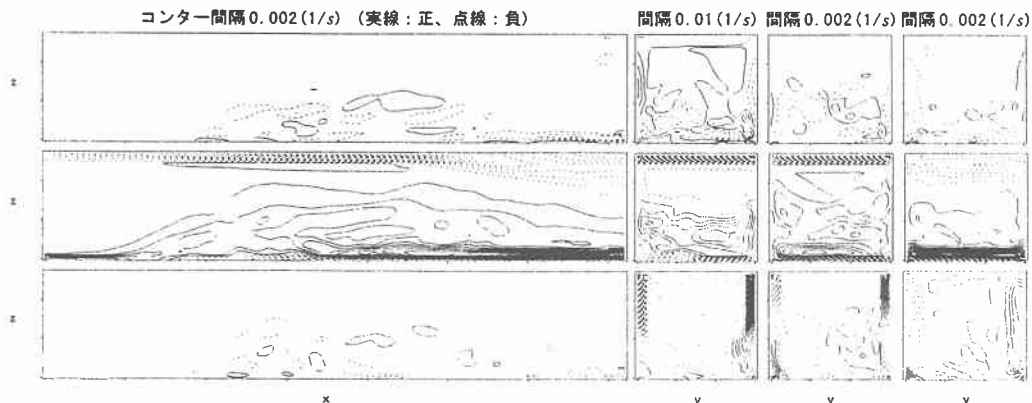 コンター間隔0.002(1/s) (実線：正、点線：負)
間隔0.01(1/s)
間隔0.002(1/s)
間隔0.002(1/s)
z
z
z
x
y
y
y